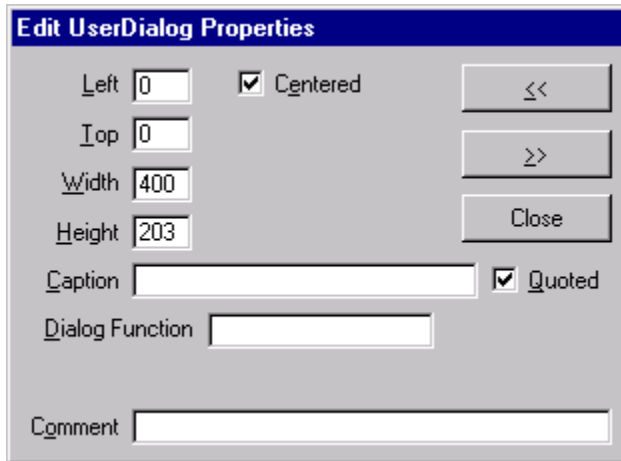 Edit UserDialog Properties
Left 0 Centered <<
Top 0
>>
Width 400
Height 203 Close
Caption Quoted
Dialog Function
Comment